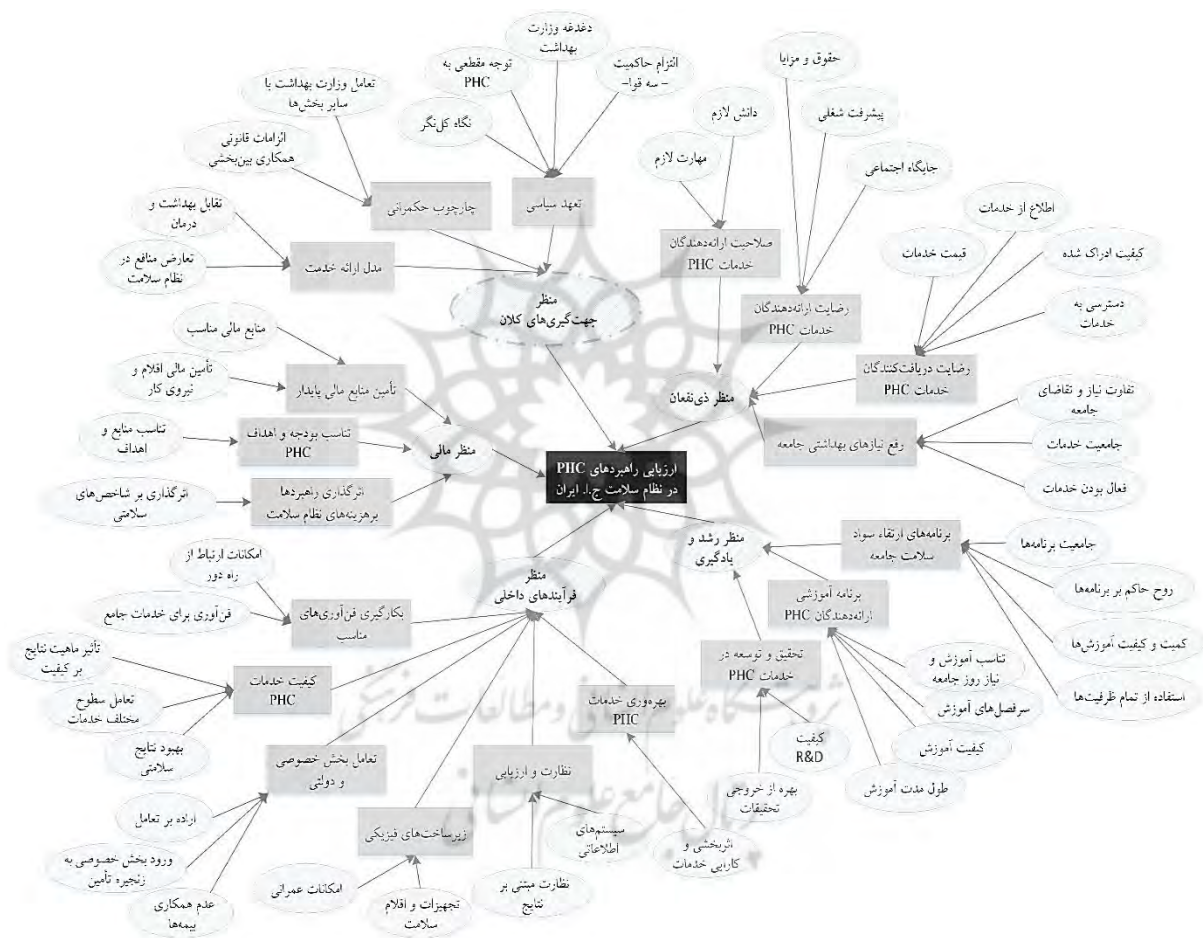 دغدغه وزارت
بهداشت
توجه مقطعی به
PHC
التزام حاکمیت
– سه قوا–
نگاه کل‌نگر
تعهد سیاسی
تعامل وزارت بهداشت با
سایر بخش‌ها
الزامات قانونی
همکاری بین‌بخشی
چارچوب حکمرانی
تقابل بهداشت و
درمان
تعارض منافع در
نظام سلامت
مدل ارائه خدمت
منظر
جهت‌گیری‌های کلان
حقوق و مزایا
پیشرفت شغلی
جایگاه اجتماعی
دانش لازم
مهارت لازم
صلاحیت ارائه‌دهندگان
خدمات PHC
رضایت ارائه‌دهندگان
خدمات PHC
اطلاع از خدمات
قیمت خدمات
کیفیت ادراک شده
دسترسی به
خدمات
رضایت دریافت‌کنندگان
خدمات PHC
منظر ذی‌نفعان
تفاوت نیاز و تقاضای
جامعه
جامعیت خدمات
فعال بودن خدمات
رفع نیازهای بهداشتی جامعه
منابع مالی مناسب
تأمین مالی اقلام و
نیروی کار
تأمین منابع مالی پایدار
تناسب منابع و
اهداف
تناسب بودجه و اهداف
PHC
منظر مالی
اثرگذاری بر شاخص‌های
سلامتی
اثرگذاری راهبردها
برهزینه‌های نظام سلامت
ارزیابی راهبردهای PHC
در نظام سلامت ج.ا. ایران
منظر رشد و
یادگیری
برنامه‌های ارتقاء سواد
سلامت جامعه
جامعیت برنامه‌ها
روح حاکم بر برنامه‌ها
کمیت و کیفیت آموزش‌ها
استفاده از تمام ظرفیت‌ها
برنامه آموزشی
ارائه‌دهندگان PHC
تناسب آموزش و
نیاز روز جامعه
سرفصل‌های آموزش
کیفیت آموزش
طول مدت آموزش
تحقیق و توسعه در
خدمات PHC
کیفیت
R&D
بهره از خروجی
تحقیقات
منظر
فرآیندهای داخلی
امکانات ارتباط از
راه دور
فن‌آوری برای خدمات جامع
بکارگیری فن‌آوری‌های
مناسب
تأثیر ماهیت نتایج
بر کیفیت
تعامل سطوح
مختلف خدمات
بهبود نتایج
سلامتی
کیفیت خدمات
PHC
تعامل بخش خصوصی
و دولتی
اراده بر تعامل
ورود بخش خصوصی به
زنجیره تأمین
عدم همکاری
بیمه‌ها
زیرساخت‌های فیزیکی
امکانات عمرانی
تجهیزات و اقلام
سلامت
نظارت و ارزیابی
نظارت مبتنی بر
نتایج
سیستم‌های
اطلاعاتی
بهره‌وری خدمات
PHC
اثربخشی و
کارایی خدمات
پژوهشگاه علوم انسانی و مطالعات فرهنگی
پرتال جامع علوم انسانی